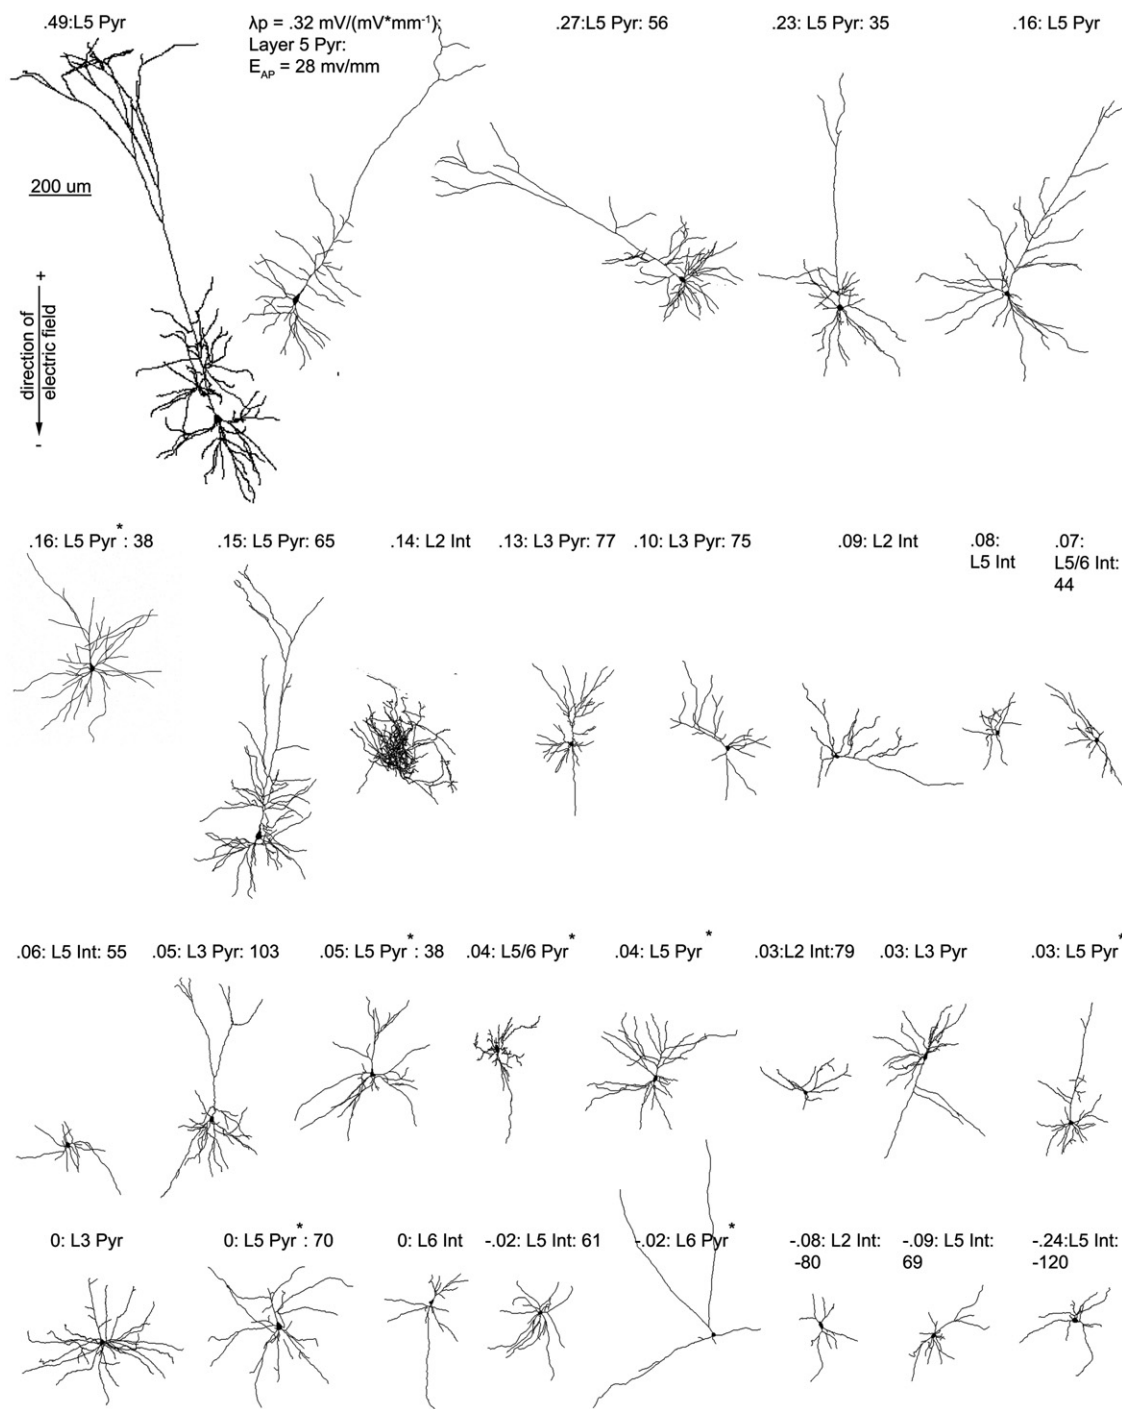 .49:L5 Pyr
λp = .32 mV/(mV*mm⁻¹):
Layer 5 Pyr:
E_AP = 28 mv/mm
.27:L5 Pyr: 56
.23: L5 Pyr: 35
.16: L5 Pyr
200 um
+
direction of
electric field
-
.16: L5 Pyr*: 38
.15: L5 Pyr: 65
.14: L2 Int
.13: L3 Pyr: 77
.10: L3 Pyr: 75
.09: L2 Int
.08:
L5 Int
.07:
L5/6 Int:
44
.06: L5 Int: 55
.05: L3 Pyr: 103
.05: L5 Pyr*: 38
.04: L5/6 Pyr*
.04: L5 Pyr*
.03:L2 Int:79
.03: L3 Pyr
.03: L5 Pyr*
0: L3 Pyr
0: L5 Pyr*: 70
0: L6 Int
-.02: L5 Int: 61
-.02: L6 Pyr*
-.08: L2 Int:
-80
-.09: L5 Int:
69
-.24:L5 Int:
-120